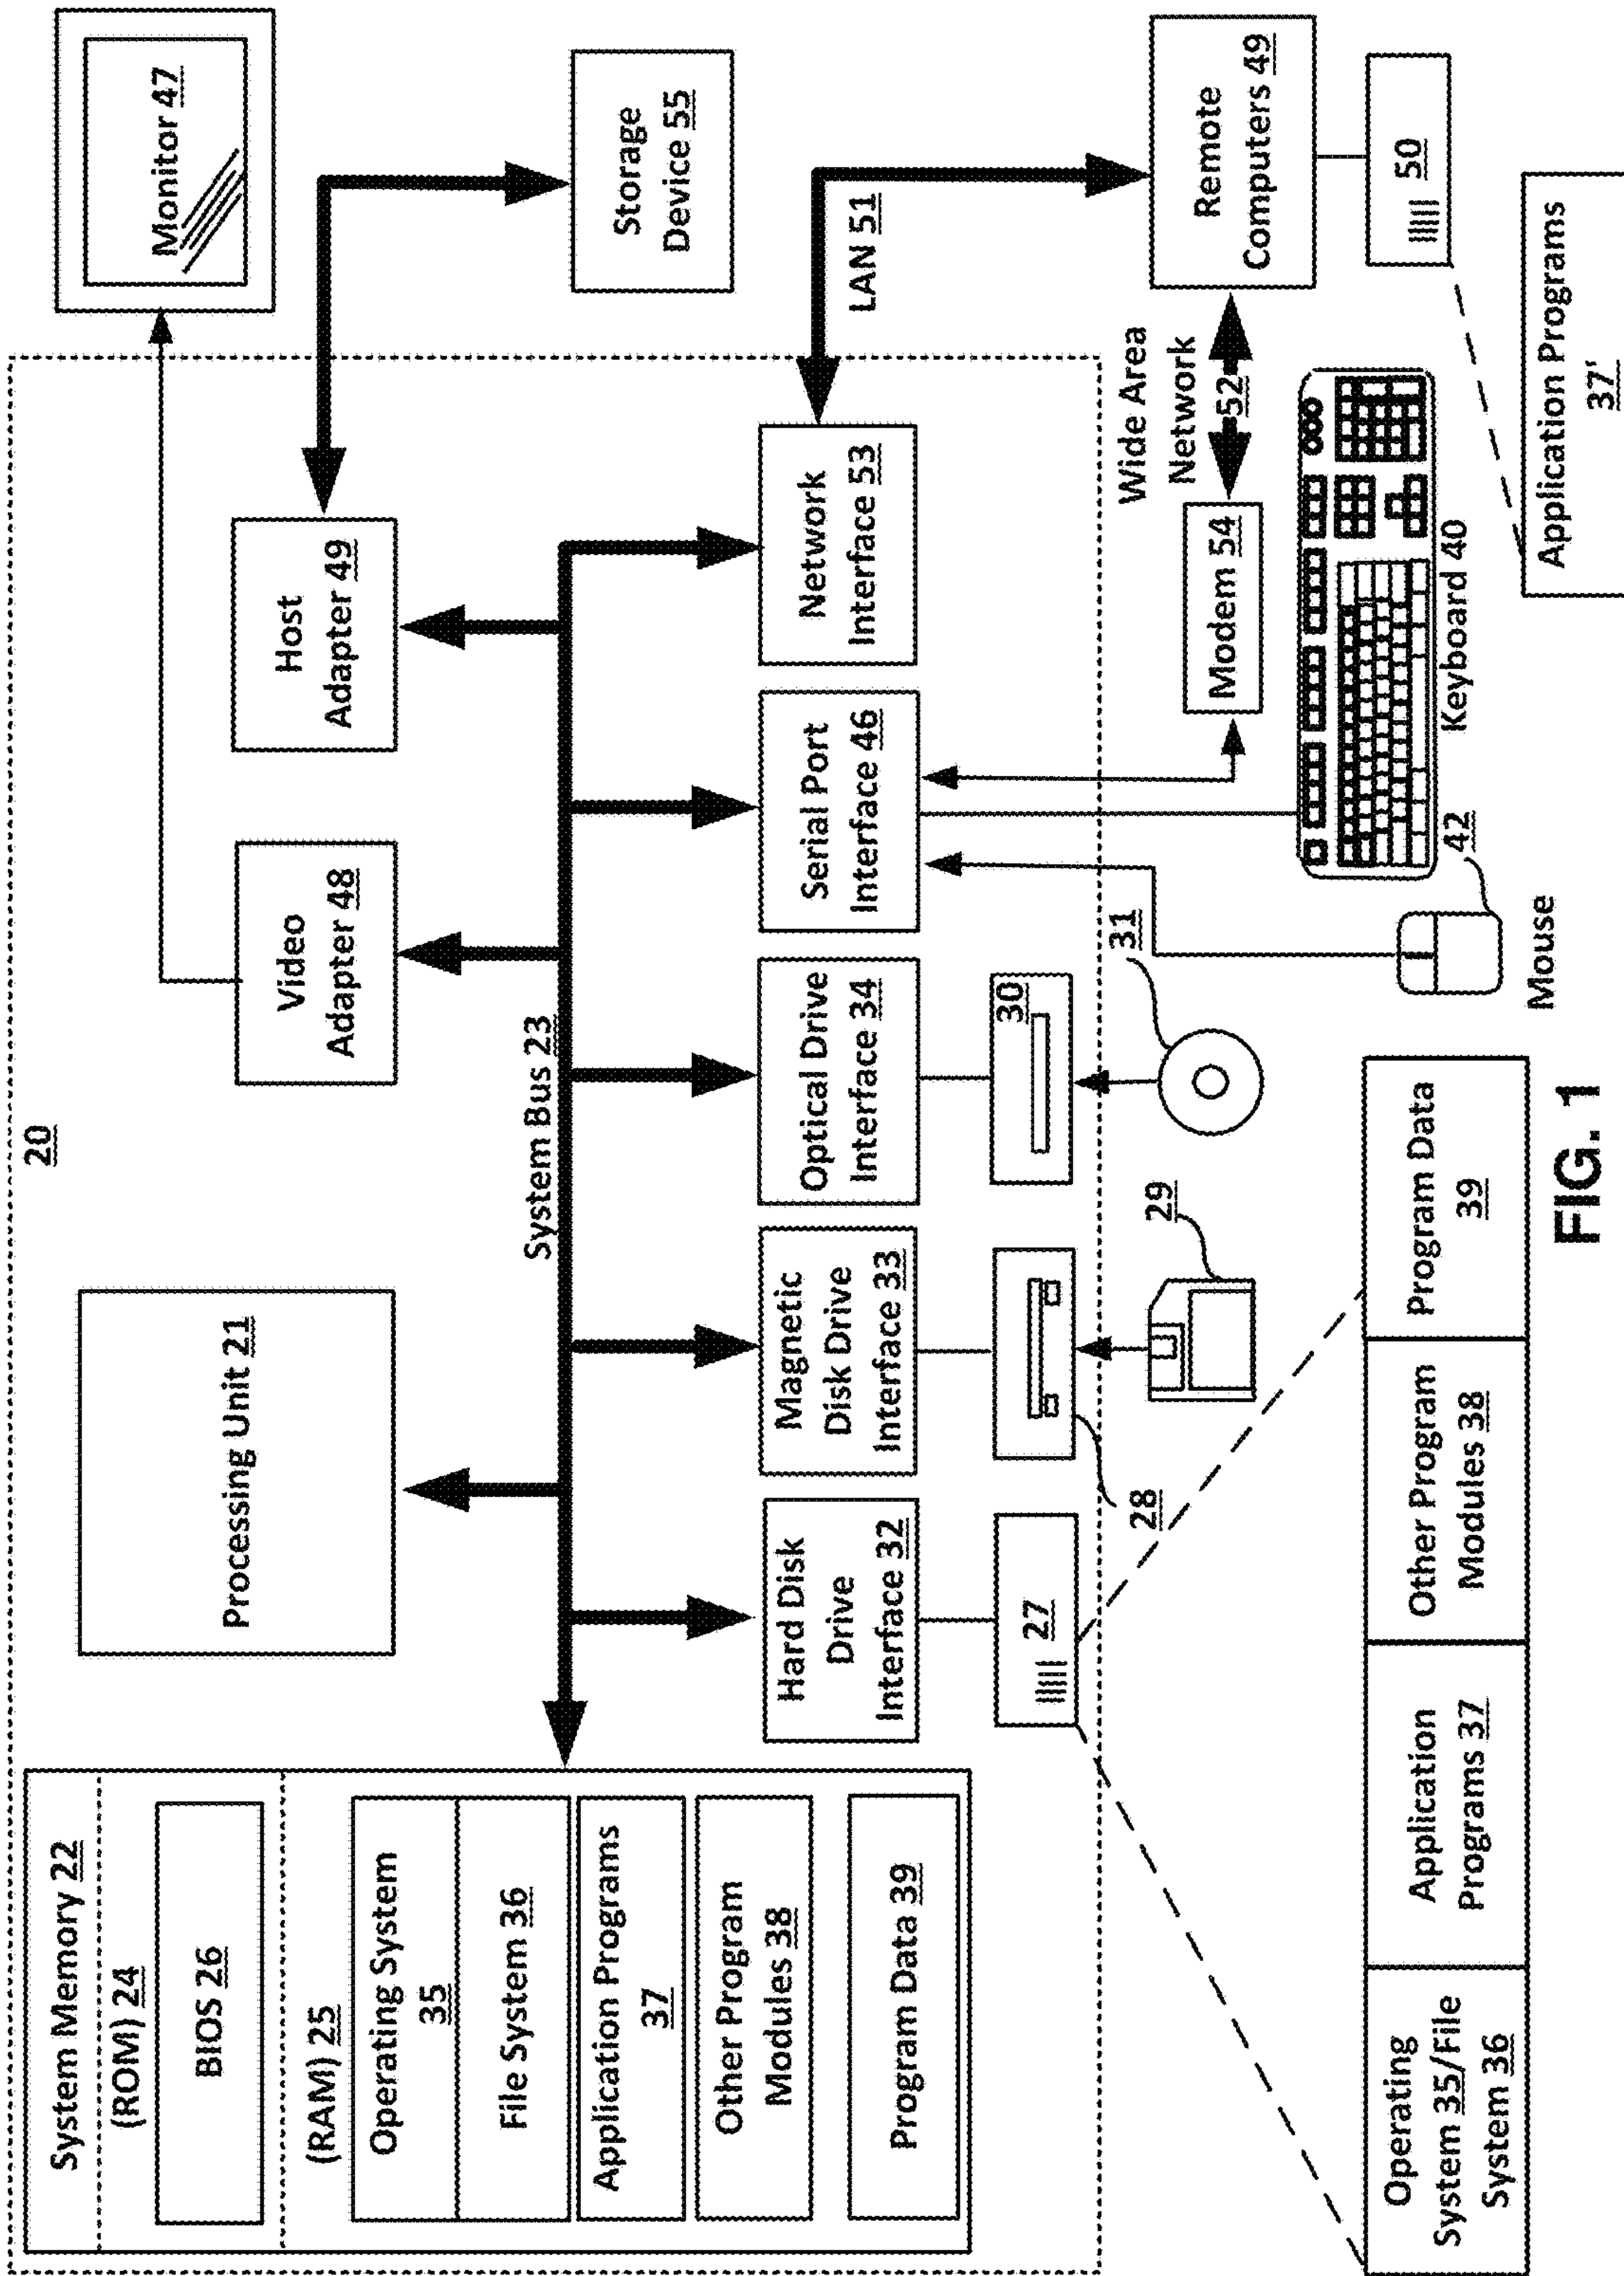 20
System Memory 22
(ROM) 24
BIOS 26
(RAM) 25
Operating System
35
File System 36
Application Programs
37
Other Program
Modules 38
Program Data 39
Processing Unit 21
Video
Adapter 48
Host
Adapter 49
Monitor 47
System Bus 23
Storage
Device 55
Hard Disk
Drive
Interface 32
Magnetic
Disk Drive
Interface 33
Optical Drive
Interface 34
Serial Port
Interface 46
Network
Interface 53
LAN 51
27
28
29
30
31
Wide Area
Network
52
Modem 54
Remote
Computers 49
50
Keyboard 40
42
Mouse
Application Programs
37'
Operating
System 35/File
System 36
Application
Programs 37
Other Program
Modules 38
Program Data
39
FIG. 1